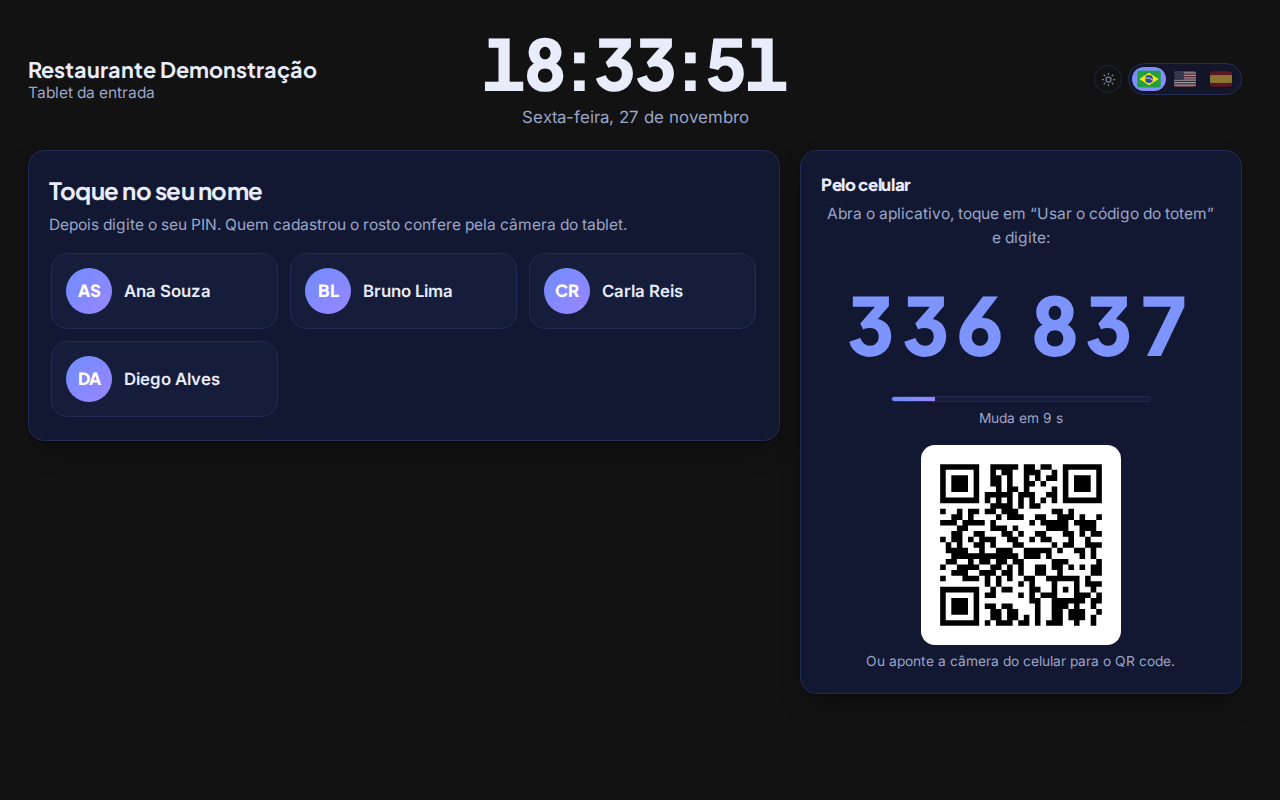 Restaurante Demonstração
Tablet da entrada
18:33:51
Sexta-feira, 27 de novembro
Toque no seu nome
Depois digite o seu PIN. Quem cadastrou o rosto confere pela câmera do tablet.
AS Ana Souza
BL Bruno Lima
CR Carla Reis
DA Diego Alves
Pelo celular
Abra o aplicativo, toque em “Usar o código do totem”
e digite:
336 837
Muda em 9 s
Ou aponte a câmera do celular para o QR code.